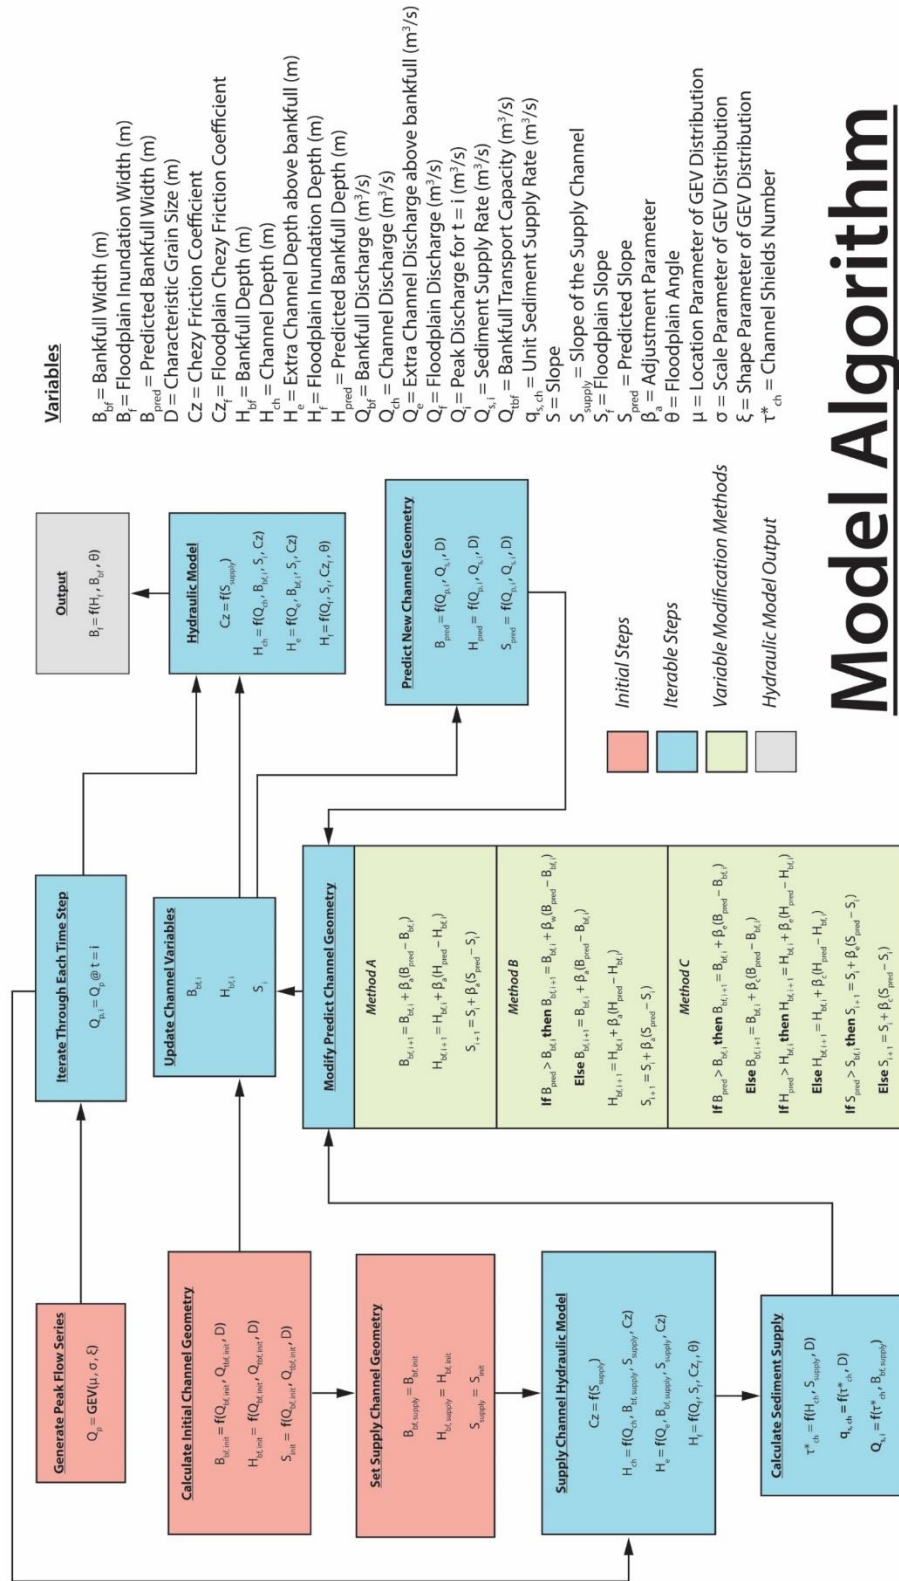 Generate Peak Flow Series
Q_p = GEV(μ, σ, ξ)
Iterate Through Each Time Step
Q_p,i = Q_p @ t = i
Output
B_f = f(H_f, B_bf, θ)
Calculate Initial Channel Geometry
B_bf,init = f(Q_bf,init, Q_tbf,init, D)
H_bf,init = f(Q_bf,init, Q_tbf,init, D)
S_init = f(Q_bf,init, Q_tbf,init, D)
Update Channel Variables
B_bf,i
H_bf,i
S_i
Hydraulic Model
Cz = f(S_supply)
H_ch = f(Q_ch, B_bf,i, S_i, Cz)
H_e = f(Q_e, B_bf,i, S_i, Cz)
H_f = f(Q_f, S_f, Cz_f, θ)
Set Supply Channel Geometry
B_bf,supply = B_bf,init
H_bf,supply = H_bf,init
S_supply = S_init
Predict New Channel Geometry
B_pred = f(Q_p,i, Q_s,i, D)
H_pred = f(Q_p,i, Q_s,i, D)
S_pred = f(Q_p,i, Q_s,i, D)
Supply Channel Hydraulic Model
Cz = f(S_supply)
H_ch = f(Q_ch, B_bf,supply, S_supply, Cz)
H_e = f(Q_e, B_bf,supply, S_supply, Cz)
H_f = f(Q_f, S_f, Cz_f, θ)
Calculate Sediment Supply
τ*_ch = f(H_ch, S_supply, D)
q_s,ch = f(τ*_ch, D)
Q_s,i = f(τ*_ch, B_bf,supply)
Modify Predict Channel Geometry
Method A
B_bf,i+1 = B_bf,i + β_a(B_pred − B_bf,i)
H_bf,i+1 = H_bf,i + β_a(H_pred − H_bf,i)
S_i+1 = S_i + β_a(S_pred − S_i)
Method B
If B_pred > B_bf,i then B_bf,i+1 = B_bf,i + β_w(B_pred − B_bf,i)
Else B_bf,i+1 = B_bf,i + β_a(B_pred − B_bf,i)
H_bf,i+1 = H_bf,i + β_a(H_pred − H_bf,i)
S_i+1 = S_i + β_a(S_pred − S_i)
Method C
If B_pred > B_bf,i then B_bf,i+1 = B_bf,i + β_e(B_pred − B_bf,i)
Else B_bf,i+1 = B_bf,i + β_c(B_pred − B_bf,i)
If H_pred > H_bf,i then H_bf,i+1 = H_bf,i + β_e(H_pred − H_bf,i)
Else H_bf,i+1 = H_bf,i + β_c(H_pred − H_bf,i)
If S_pred > S_bf,i then S_i+1 = S_i + β_e(S_pred − S_i)
Else S_i+1 = S_i + β_c(S_pred − S_i)
Initial Steps
Iterable Steps
Variable Modification Methods
Hydraulic Model Output
Variables
B_bf = Bankfull Width (m)
B_f = Floodplain Inundation Width (m)
B_pred = Predicted Bankfull Width (m)
D = Characteristic Grain Size (m)
Cz = Chezy Friction Coefficient
Cz_f = Floodplain Chezy Friction Coefficient
H_bf = Bankfull Depth (m)
H_ch = Channel Depth (m)
H_e = Extra Channel Depth above bankfull (m)
H_f = Floodplain Inundation Depth (m)
H_pred = Predicted Bankfull Depth (m)
Q_bf = Bankfull Discharge (m³/s)
Q_ch = Channel Discharge (m³/s)
Q_e = Extra Channel Discharge above bankfull (m³/s)
Q_f = Floodplain Discharge (m³/s)
Q_i = Peak Discharge for t = i (m³/s)
Q_s,i = Sediment Supply Rate (m³/s)
Q_tbf = Bankfull Transport Capacity (m³/s)
q_s,ch = Unit Sediment Supply Rate (m³/s)
S = Slope
S_supply = Slope of the Supply Channel
S_f = Floodplain Slope
S_pred = Predicted Slope
β_a = Adjustment Parameter
θ = Floodplain Angle
μ = Location Parameter of GEV Distribution
σ = Scale Parameter of GEV Distribution
ξ = Shape Parameter of GEV Distribution
τ*_ch = Channel Shields Number
Model Algorithm